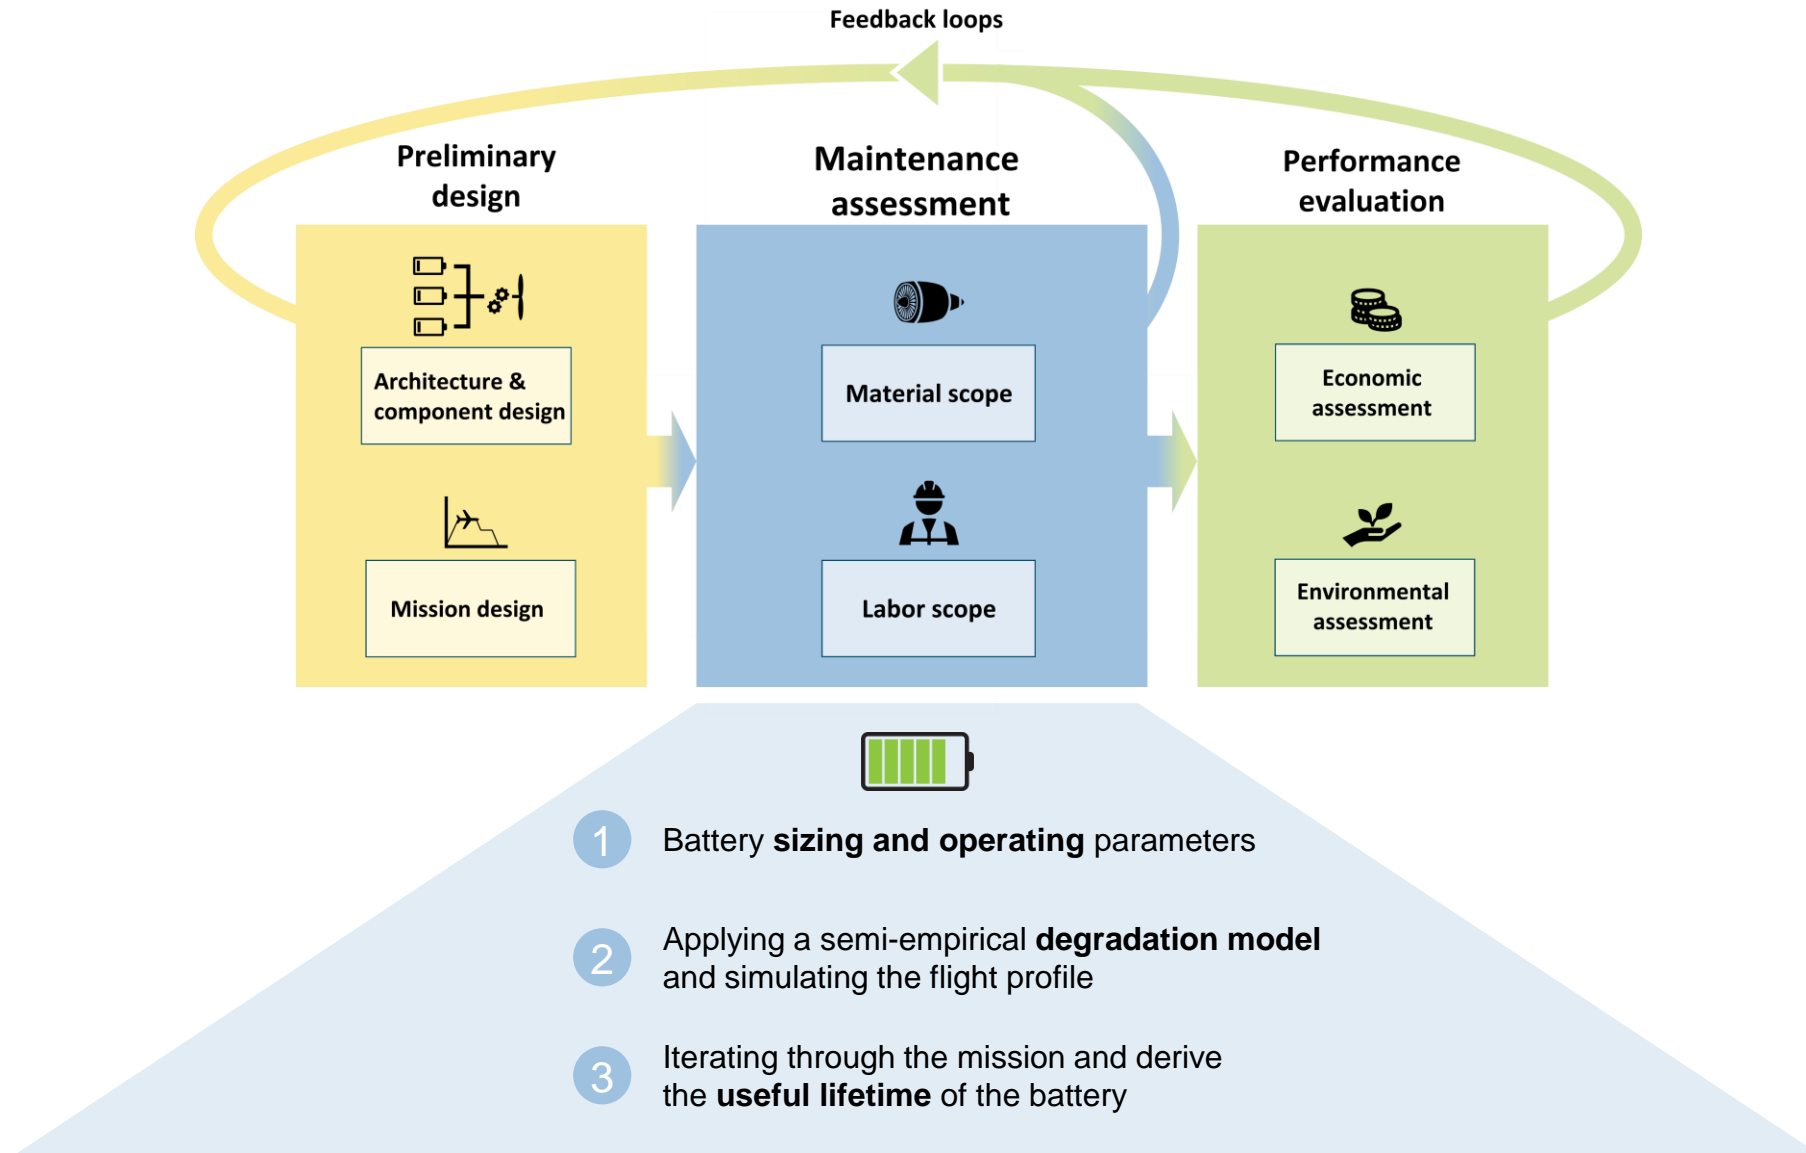 Feedback loops
Preliminary
design
Maintenance
assessment
Performance
evaluation
Architecture &
component design
Mission design
Material scope
Labor scope
Economic
assessment
Environmental
assessment
1 Battery sizing and operating parameters
2 Applying a semi-empirical degradation model
and simulating the flight profile
3 Iterating through the mission and derive
the useful lifetime of the battery